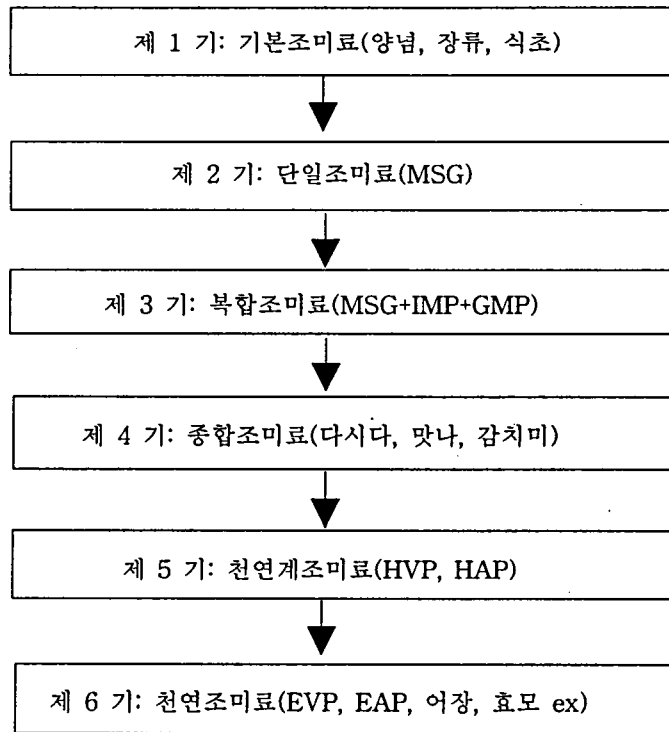 제 1 기: 기본조미료(양념, 장류, 식초)
제 2 기: 단일조미료(MSG)
제 3 기: 복합조미료(MSG+IMP+GMP)
제 4 기: 종합조미료(다시다, 맛나, 감치미)
제 5 기: 천연계조미료(HVP, HAP)
제 6 기: 천연조미료(EVP, EAP, 어장, 효모 ex)